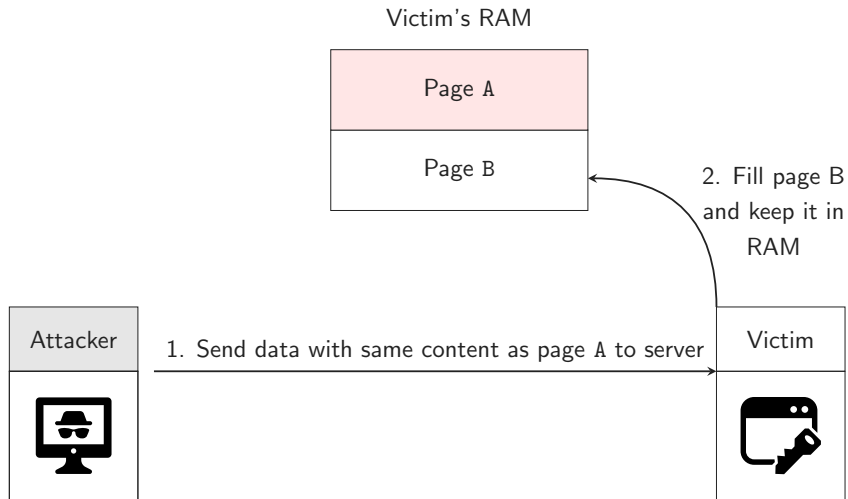 Victim's RAM
Page A
Page B
2. Fill page B
and keep it in
RAM
Attacker
1. Send data with same content as page A to server
Victim